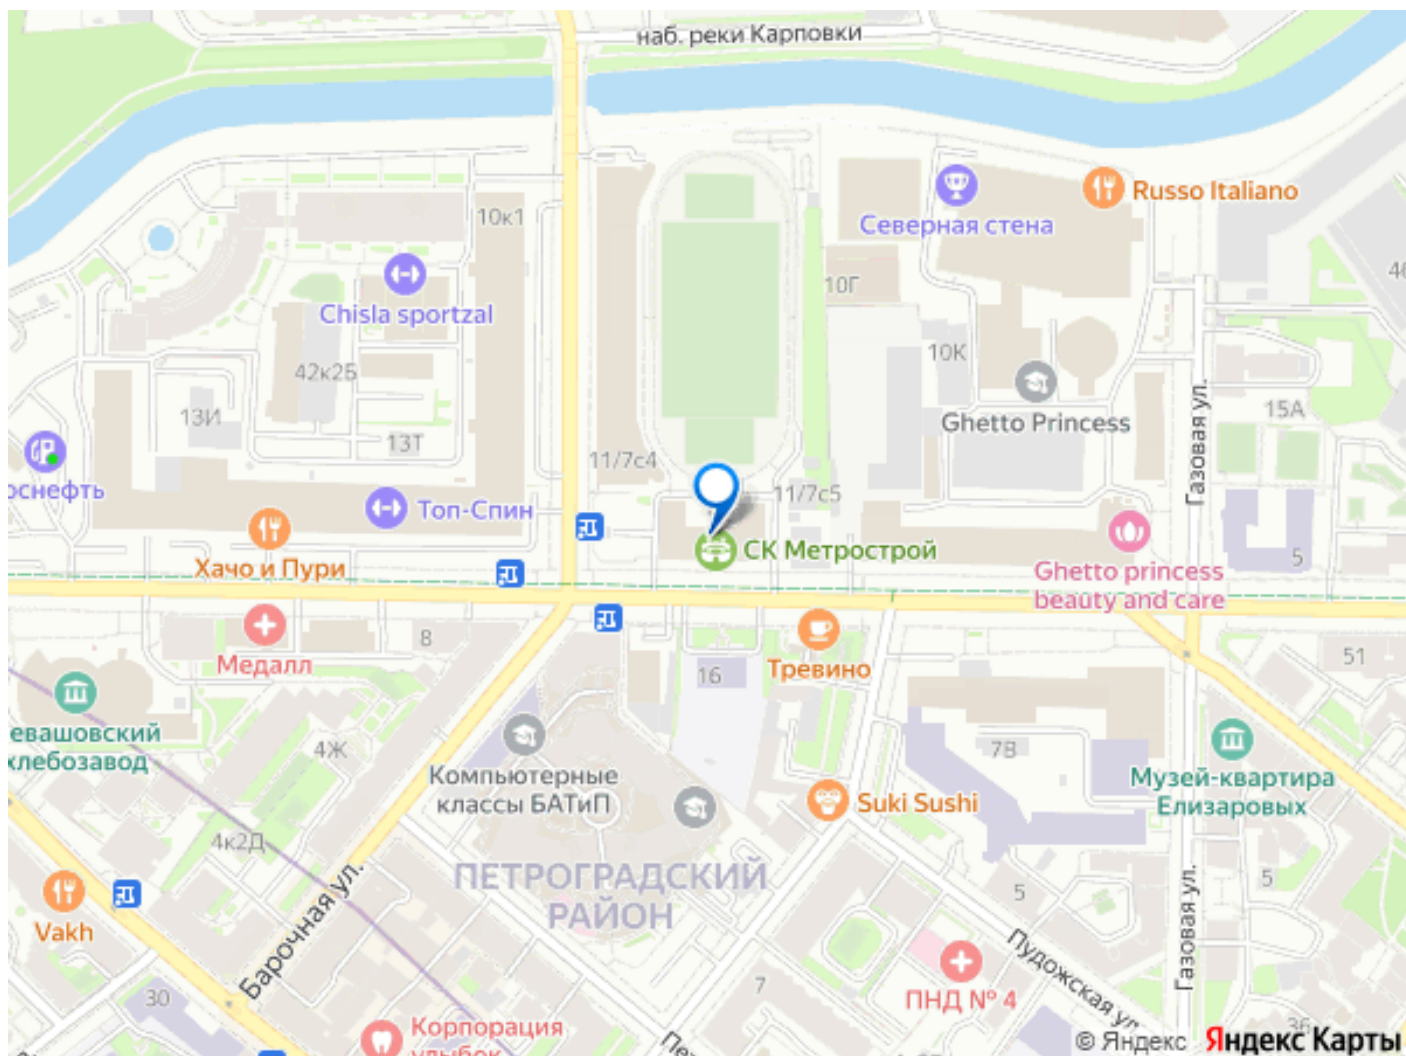 наб. реки Карповки
Russo Italiano
Северная стена
10к1
Chisla sportzal
10Г
10К
42к2Б
Ghetto Princess
Газовая ул.
15А
13И
13Т
11/7с4
11/7с5
оснефть
Топ-Спин
СК Метрострой
Хачо и Пури
5
Ghetto princess
beauty and care
8
Медалл
Тревино
16
51
евашовский
хлебозавод
4Ж
7В
Компьютерные
классы БАТиП
Музей-квартира
Елизаровых
Suki Sushi
4к2Д
ПЕТРОГРАДСКИЙ
РАЙОН
5
5
Vakh
Барочная ул.
Газовая ул.
Пудожская ул.
7
ПНД № 4
30
Корпорация
улыбок
36
© Яндекс Яндекс Карты